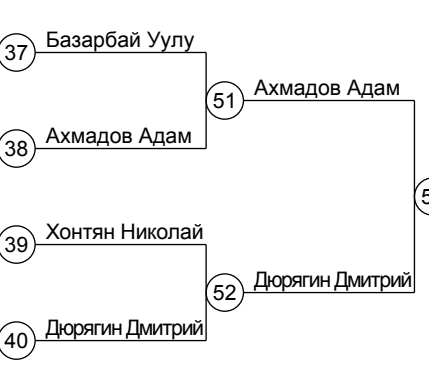 37 Базарбай Уулу
51 Ахмадов Адам
38 Ахмадов Адам
39 Хонтян Николай
52 Дюрягин Дмитрий
40 Дюрягин Дмитрий